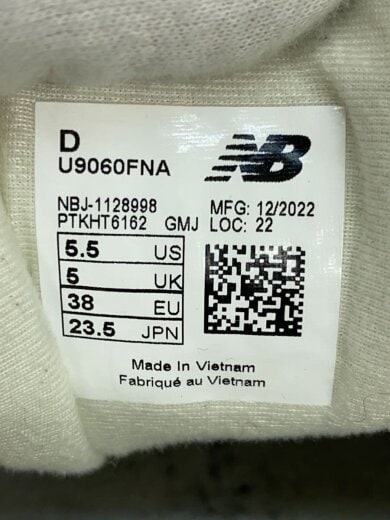 D
U9060FNA
NB
NBJ-1128998
PTKHT6162 GMJ
MFG: 12/2022
LOC: 22
5.5 US
5 UK
38 EU
23.5 JPN
Made In Vietnam
Fabriqué au Vietnam